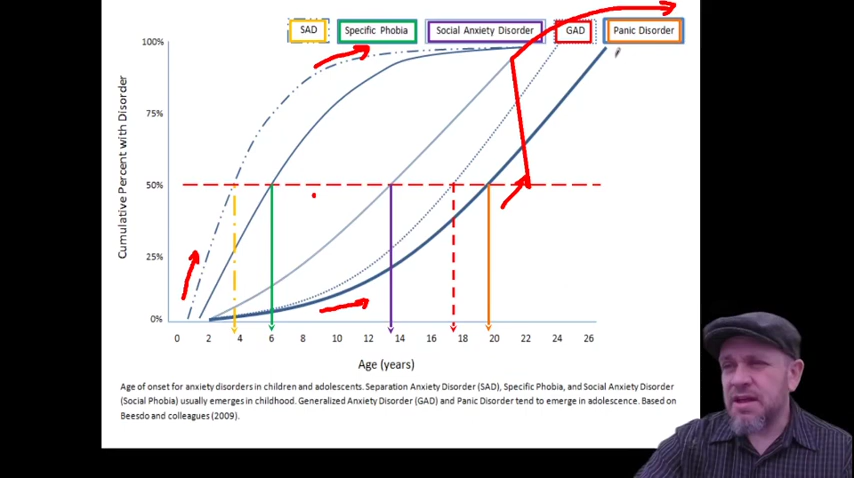 SAD Specific Phobia Social Anxiety Disorder GAD Panic Disorder
100%
75%
50%
25%
0%
Cumulative Percent with Disorder
0 2 4 6 8 10 12 14 16 18 20 22 24 26
Age (years)
Age of onset for anxiety disorders in children and adolescents. Separation Anxiety Disorder (SAD), Specific Phobia, and Social Anxiety Disorder
(Social Phobia) usually emerges in childhood. Generalized Anxiety Disorder (GAD) and Panic Disorder tend to emerge in adolescence. Based on
Beesdo and colleagues (2009).